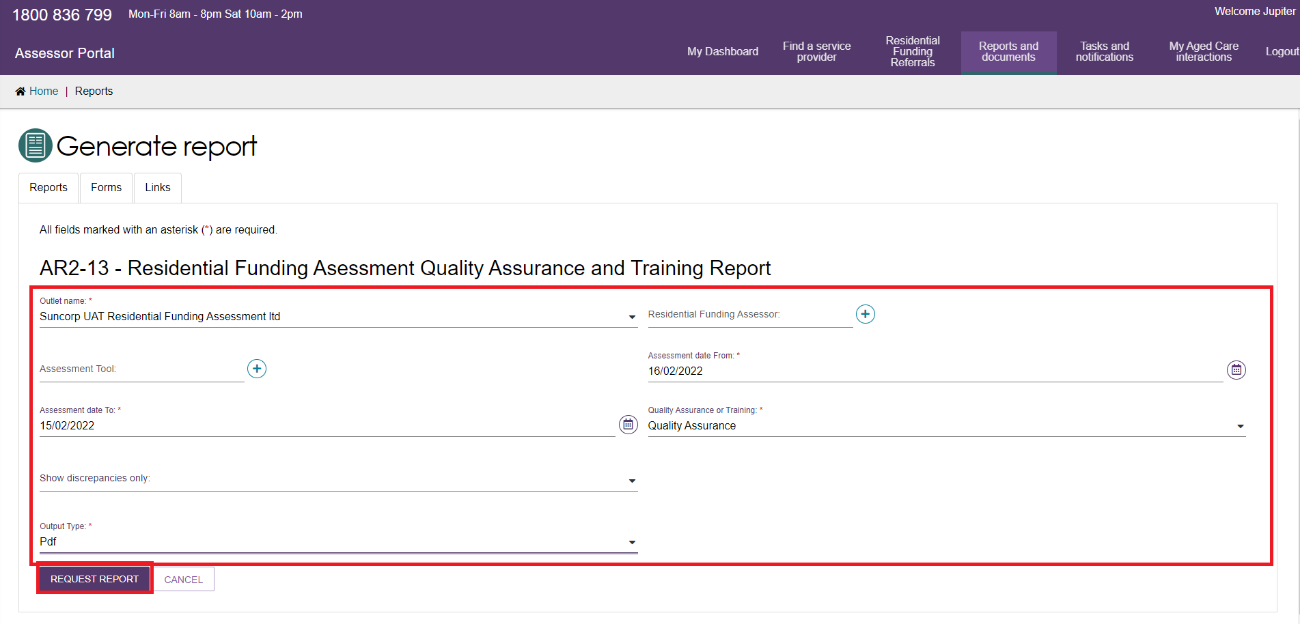 1800 836 799 Mon-Fri 8am - 8pm Sat 10am - 2pm
Welcome Jupiter
Assessor Portal
My Dashboard
Find a service
provider
Residential
Funding
Referrals
Reports and
documents
Tasks and
notifications
My Aged Care
interactions
Logout
Home | Reports
Generate report
Reports
Forms
Links
All fields marked with an asterisk (*) are required.
AR2-13 - Residential Funding Asessment Quality Assurance and Training Report
Outlet name: *
Suncorp UAT Residential Funding Assessment ltd
Residential Funding Assessor:
Assessment Tool:
Assessment date From: *
16/02/2022
Assessment date To: *
15/02/2022
Quality Assurance or Training: *
Quality Assurance
Show discrepancies only:
Output Type: *
Pdf
REQUEST REPORT
CANCEL